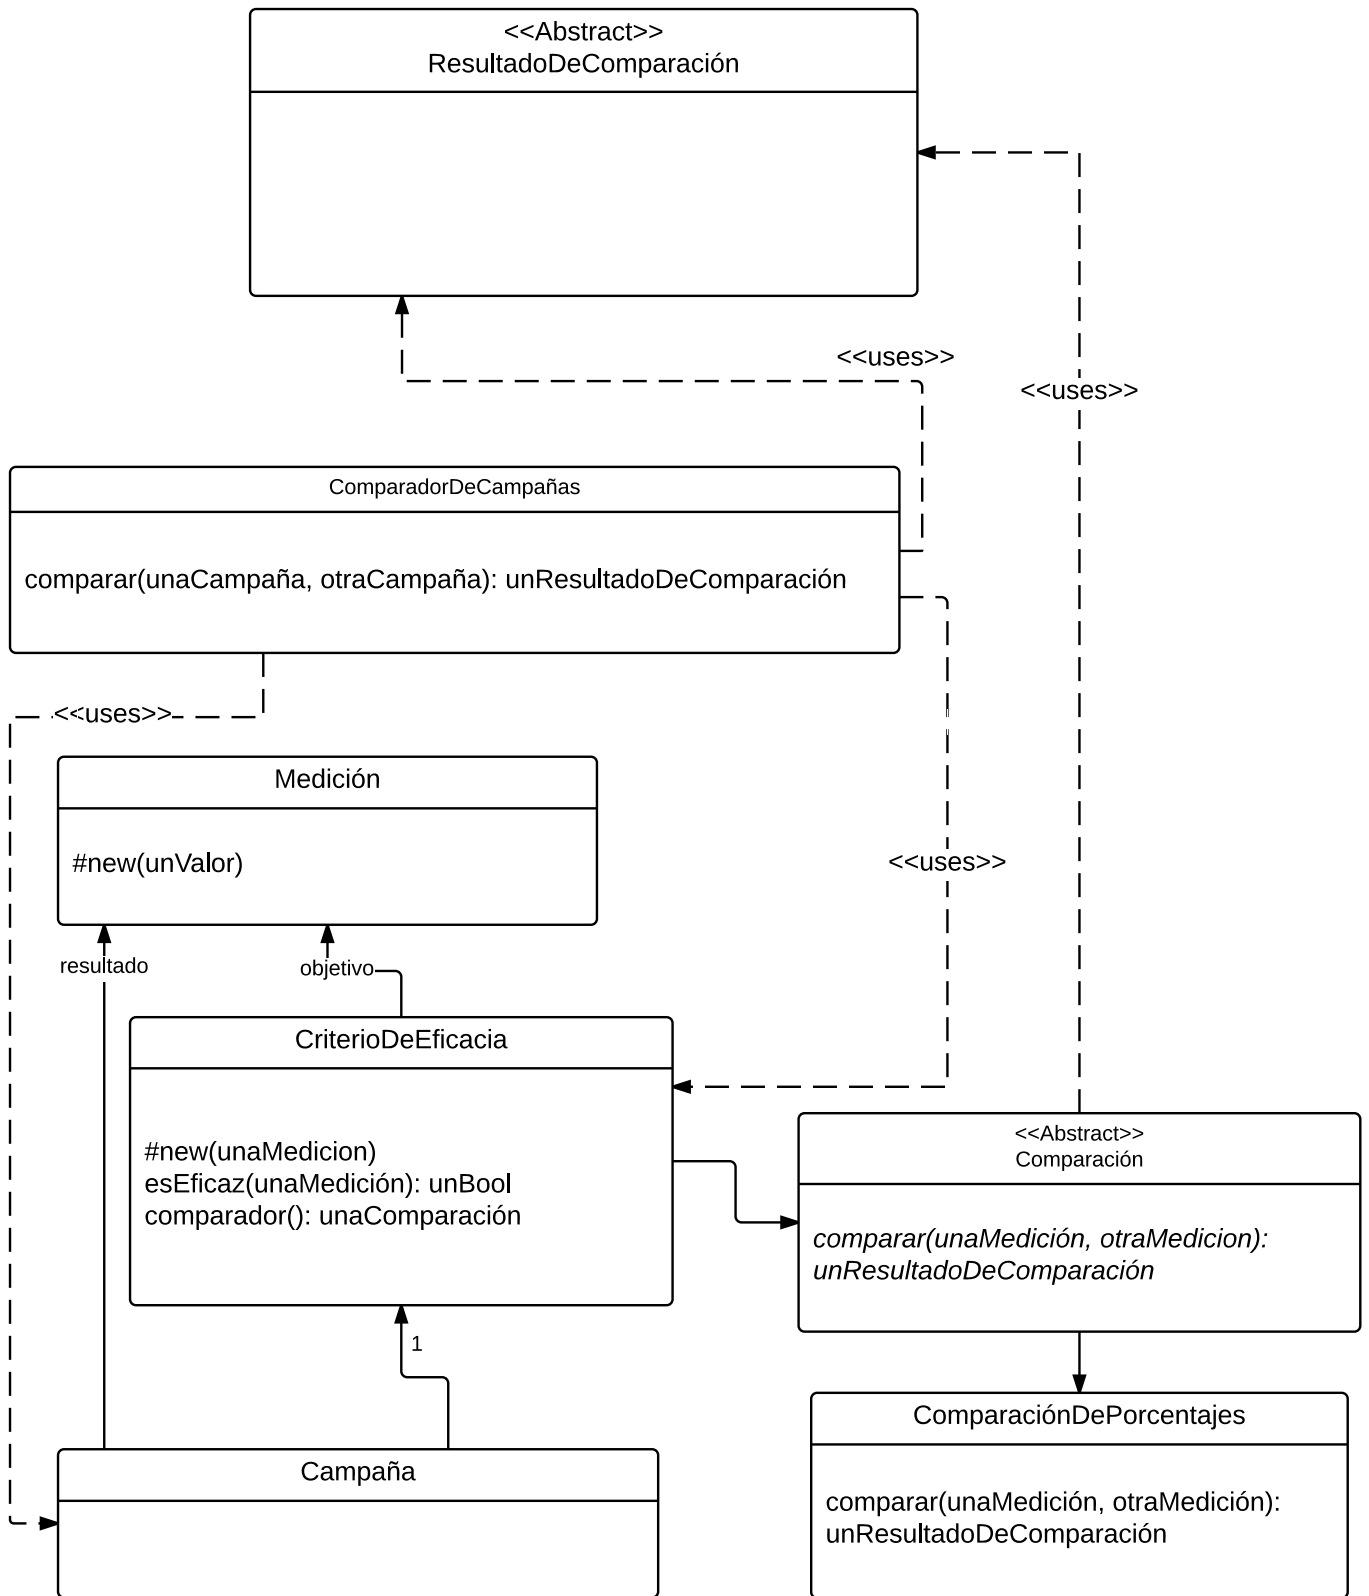 <<Abstract>>
ResultadoDeComparación
<<uses>>
<<uses>>
ComparadorDeCampañas
comparar(unaCampaña, otraCampaña): unResultadoDeComparación
<<uses>>
Medición
#new(unValor)
<<uses>>
resultado
objetivo
CriterioDeEficacia
#new(unaMedicion)
esEficaz(unaMedición): unBool
comparador(): unaComparación
<<Abstract>>
Comparación
comparar(unaMedición, otraMedicion):
unResultadoDeComparación
1
ComparaciónDePorcentajes
comparar(unaMedición, otraMedición):
unResultadoDeComparación
Campaña